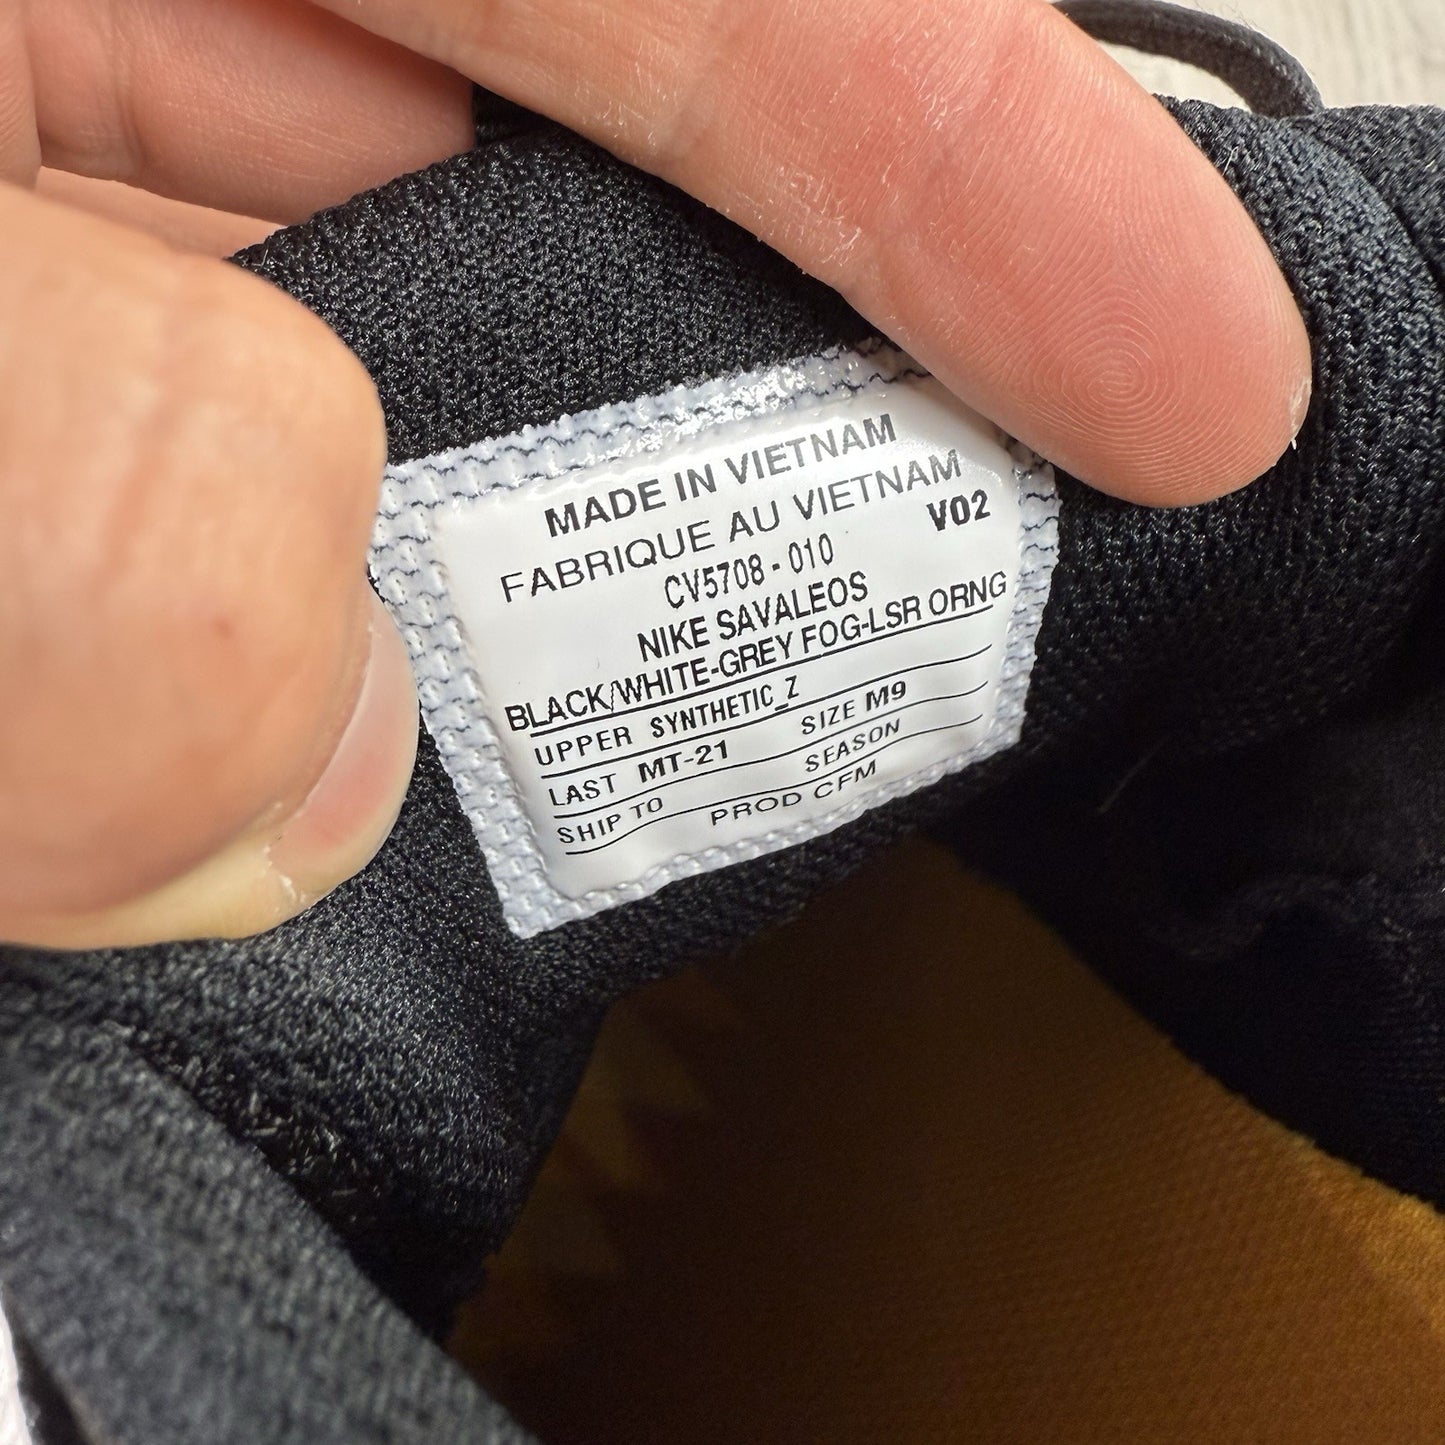 MADE IN VIETNAM
FABRIQUE AU VIETNAM
V02
CV5708 - 010
NIKE SAVALEOS
BLACK/WHITE-GREY FOG-LSR ORNG
UPPER SYNTHETIC_Z
LAST MT-21 SIZE M9
SHIP TO SEASON
PROD CFM